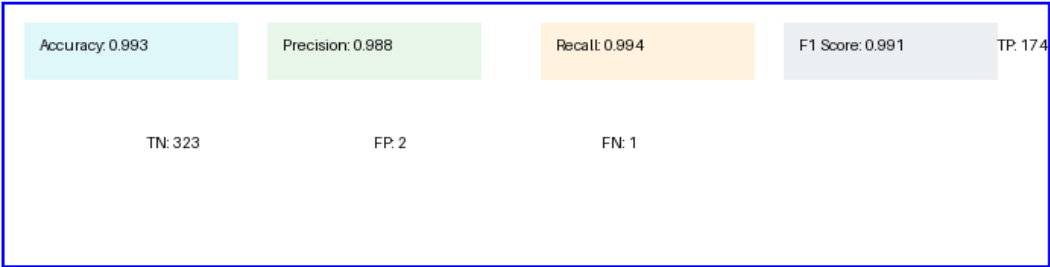 Accuracy: 0.993 Precision: 0.988 Recall: 0.994 F1 Score: 0.991 TP: 174
TN: 323 FP: 2 FN: 1